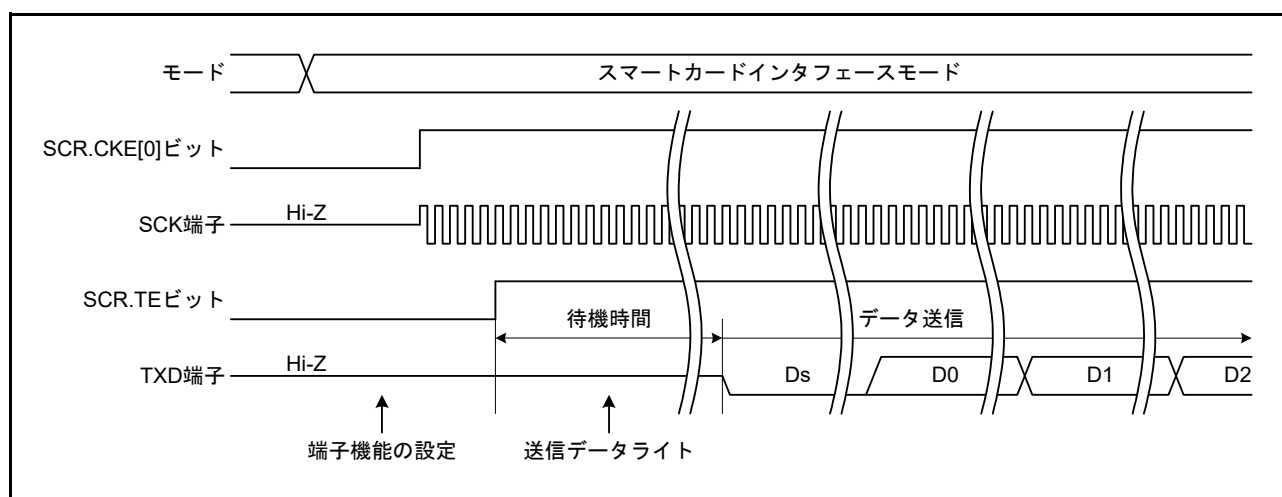 モード
スマートカードインタフェースモード
SCR.CKE[0]ビット
SCK端子
Hi-Z
SCR.TEビット
待機時間
データ送信
TXD端子
Hi-Z
Ds
D0
D1
D2
端子機能の設定
送信データライト